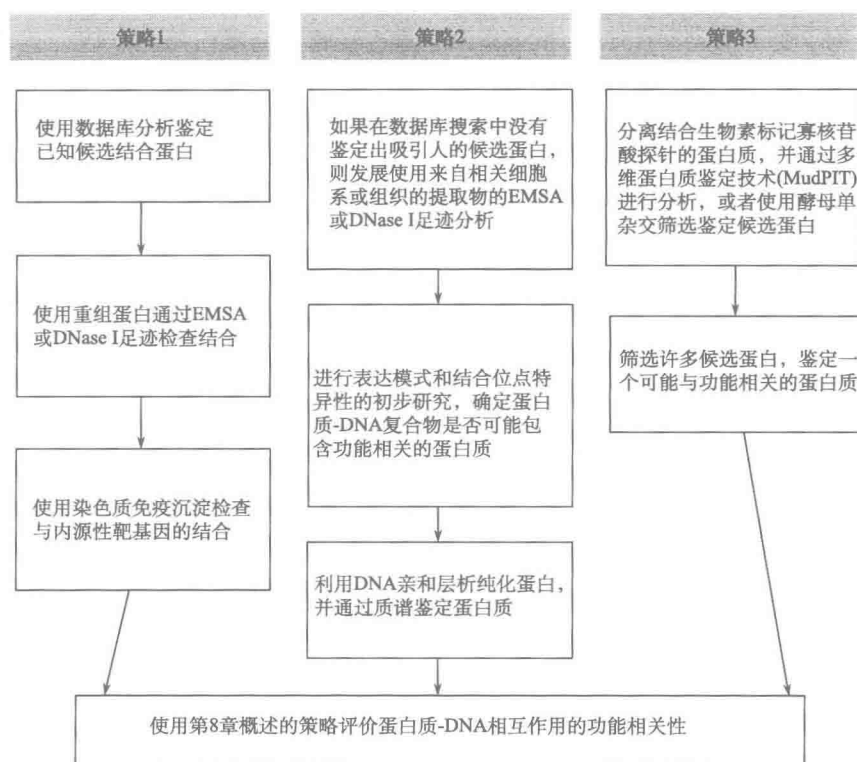 策略1
使用数据库分析鉴定
已知候选结合蛋白
使用重组蛋白通过EMSA
或DNase I足迹检查结合
使用染色质免疫沉淀检查
与内源性靶基因的结合
策略2
如果在数据库搜索中没有
鉴定出吸引人的候选蛋白，
则发展使用来自相关细胞
系或组织的提取物的EMSA
或DNase I足迹分析
进行表达模式和结合位点特
异性的初步研究，确定蛋白
质-DNA复合物是否可能包
含功能相关的蛋白质
利用DNA亲和层析纯化蛋白，
并通过质谱鉴定蛋白质
策略3
分离结合生物素标记寡核苷
酸探针的蛋白质，并通过多
维蛋白质鉴定技术(MudPIT)
进行分析，或者使用酵母单
杂交筛选鉴定候选蛋白
筛选许多候选蛋白，鉴定一
个可能与功能相关的蛋白质
使用第8章概述的策略评价蛋白质-DNA相互作用的功能相关性